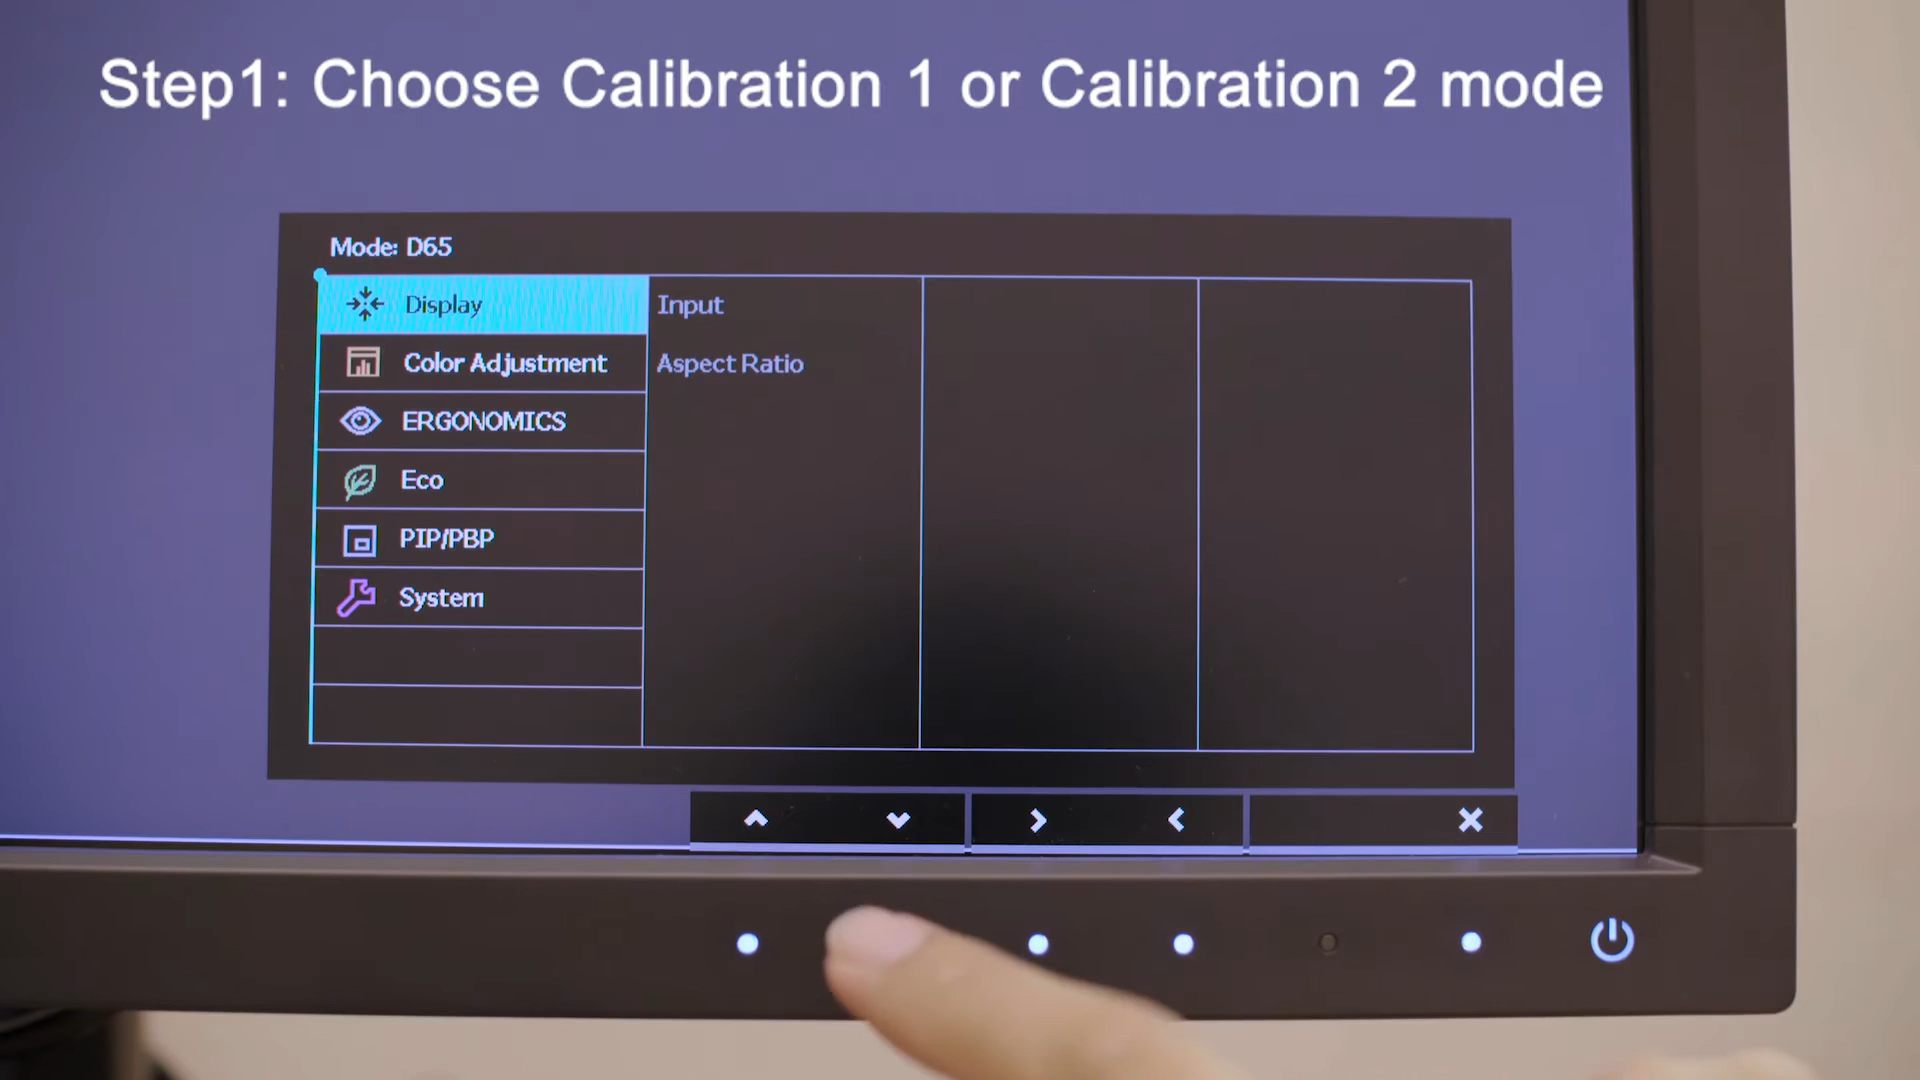 Step1: Choose Calibration 1 or Calibration 2 mode
Mode: D65
Display
Input
Color Adjustment
Aspect Ratio
ERGONOMICS
Eco
PIP/PBP
System